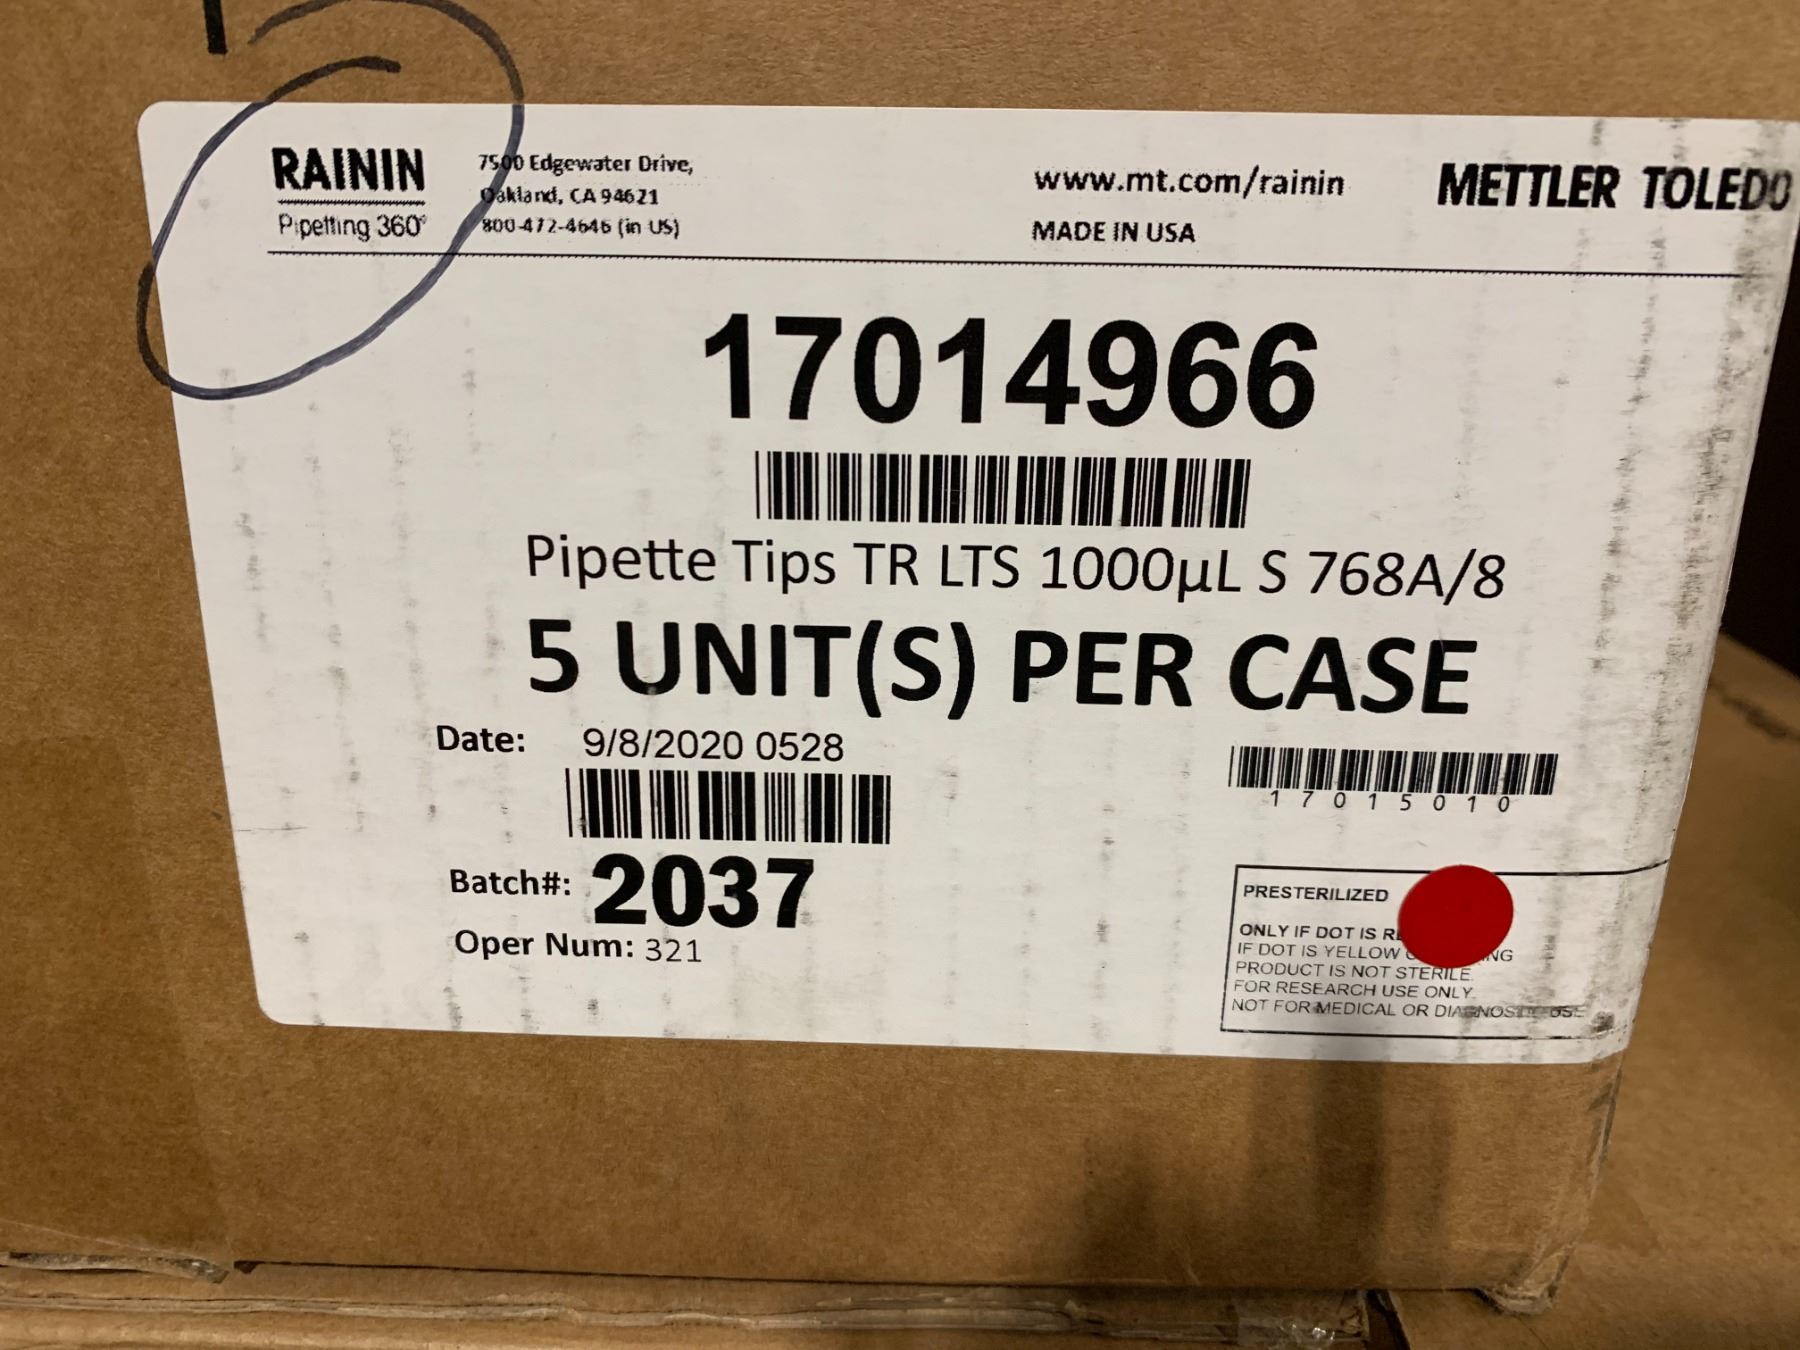 RAININ
Pipetting 360°
7500 Edgewater Drive,
Oakland, CA 94621
800-472-4646 (in US)
www.mt.com/rainin
MADE IN USA
METTLER TOLEDO
17014966
Pipette Tips TR LTS 1000µL S 768A/8
5 UNIT(S) PER CASE
Date: 9/8/2020 0528
17015010
Batch#: 2037
Oper Num: 321
PRESTERILIZED
ONLY IF DOT IS
IF DOT IS YELLOW
PRODUCT IS NOT STERILE.
FOR RESEARCH USE ONLY.
NOT FOR MEDICAL OR DIAGNOSTIC USE